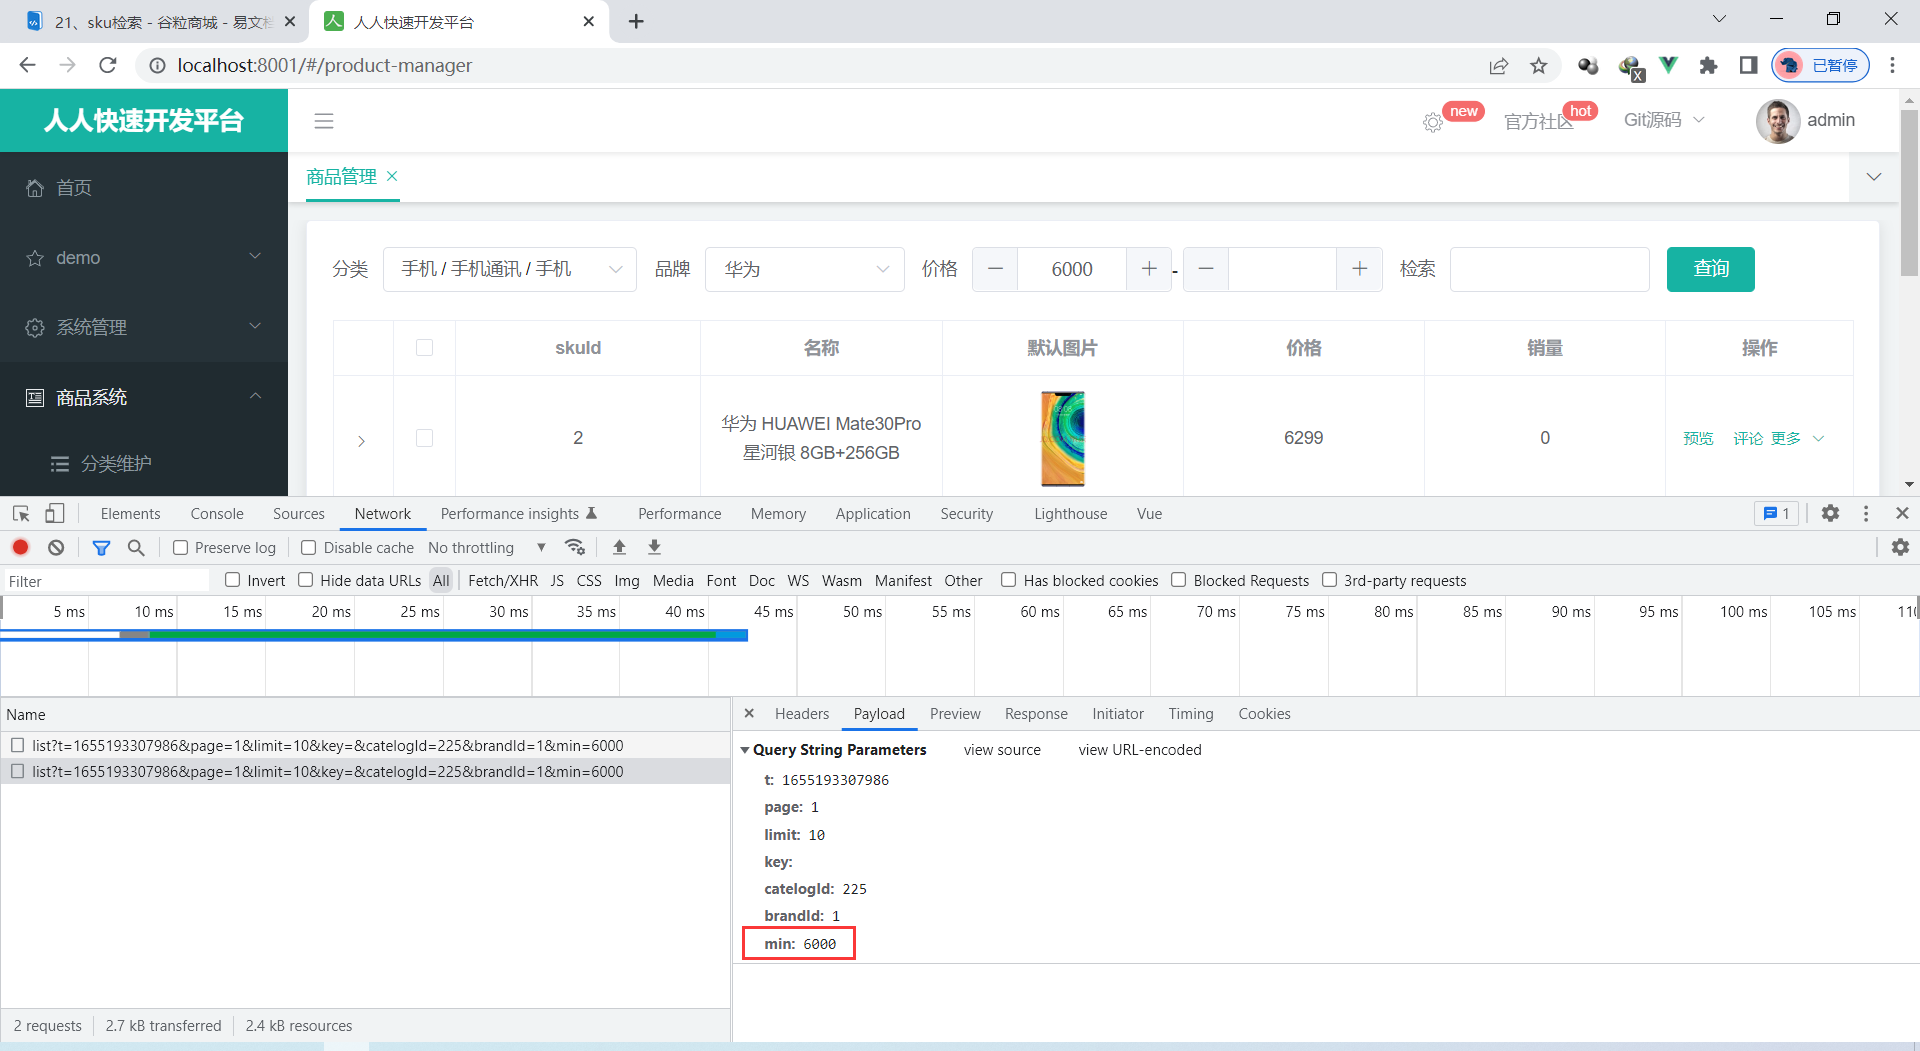 21、sku检索 - 谷粒商城 - 易文档
人人快速开发平台
localhost:8001/#/product-manager
已暂停
人人快速开发平台
new
官方社区
hot
Git源码
admin
首页
demo
系统管理
商品系统
分类维护
商品管理
分类
手机 / 手机通讯 / 手机
品牌
华为
价格
6000
-
检索
查询
skuId
名称
默认图片
价格
销量
操作
2
华为 HUAWEI Mate30Pro
星河银 8GB+256GB
6299
0
预览 评论 更多
Elements Console Sources Network Performance insights Performance Memory Application Security Lighthouse Vue
1
Preserve log Disable cache No throttling
Filter Invert Hide data URLs All Fetch/XHR JS CSS Img Media Font Doc WS Wasm Manifest Other Has blocked cookies Blocked Requests 3rd-party requests
5 ms 10 ms 15 ms 20 ms 25 ms 30 ms 35 ms 40 ms 45 ms 50 ms 55 ms 60 ms 65 ms 70 ms 75 ms 80 ms 85 ms 90 ms 95 ms 100 ms 105 ms
Name
list?t=1655193307986&page=1&limit=10&key=&catelogId=225&brandId=1&min=6000
list?t=1655193307986&page=1&limit=10&key=&catelogId=225&brandId=1&min=6000
2 requests 2.7 kB transferred 2.4 kB resources
Headers Payload Preview Response Initiator Timing Cookies
Query String Parameters view source view URL-encoded
t: 1655193307986
page: 1
limit: 10
key:
catelogId: 225
brandId: 1
min: 6000